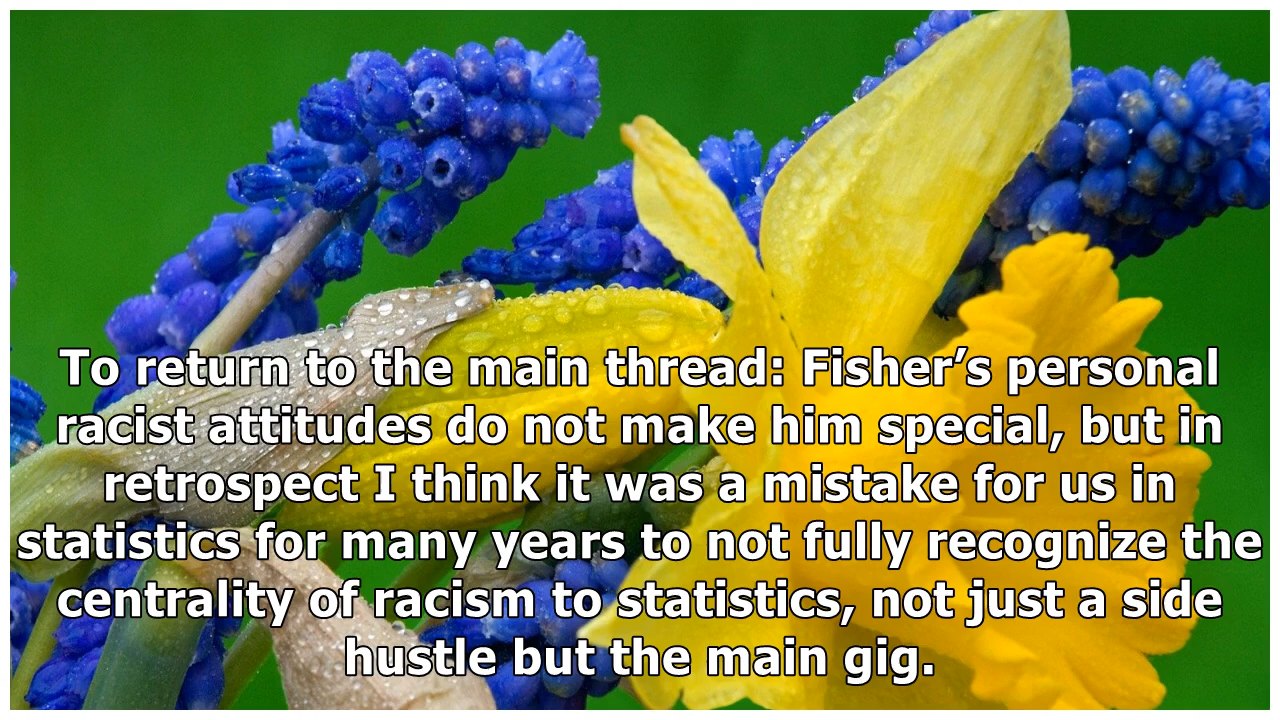 To return to the main thread: Fisher’s personal
racist attitudes do not make him special, but in
retrospect I think it was a mistake for us in
statistics for many years to not fully recognize the
centrality of racism to statistics, not just a side
hustle but the main gig.